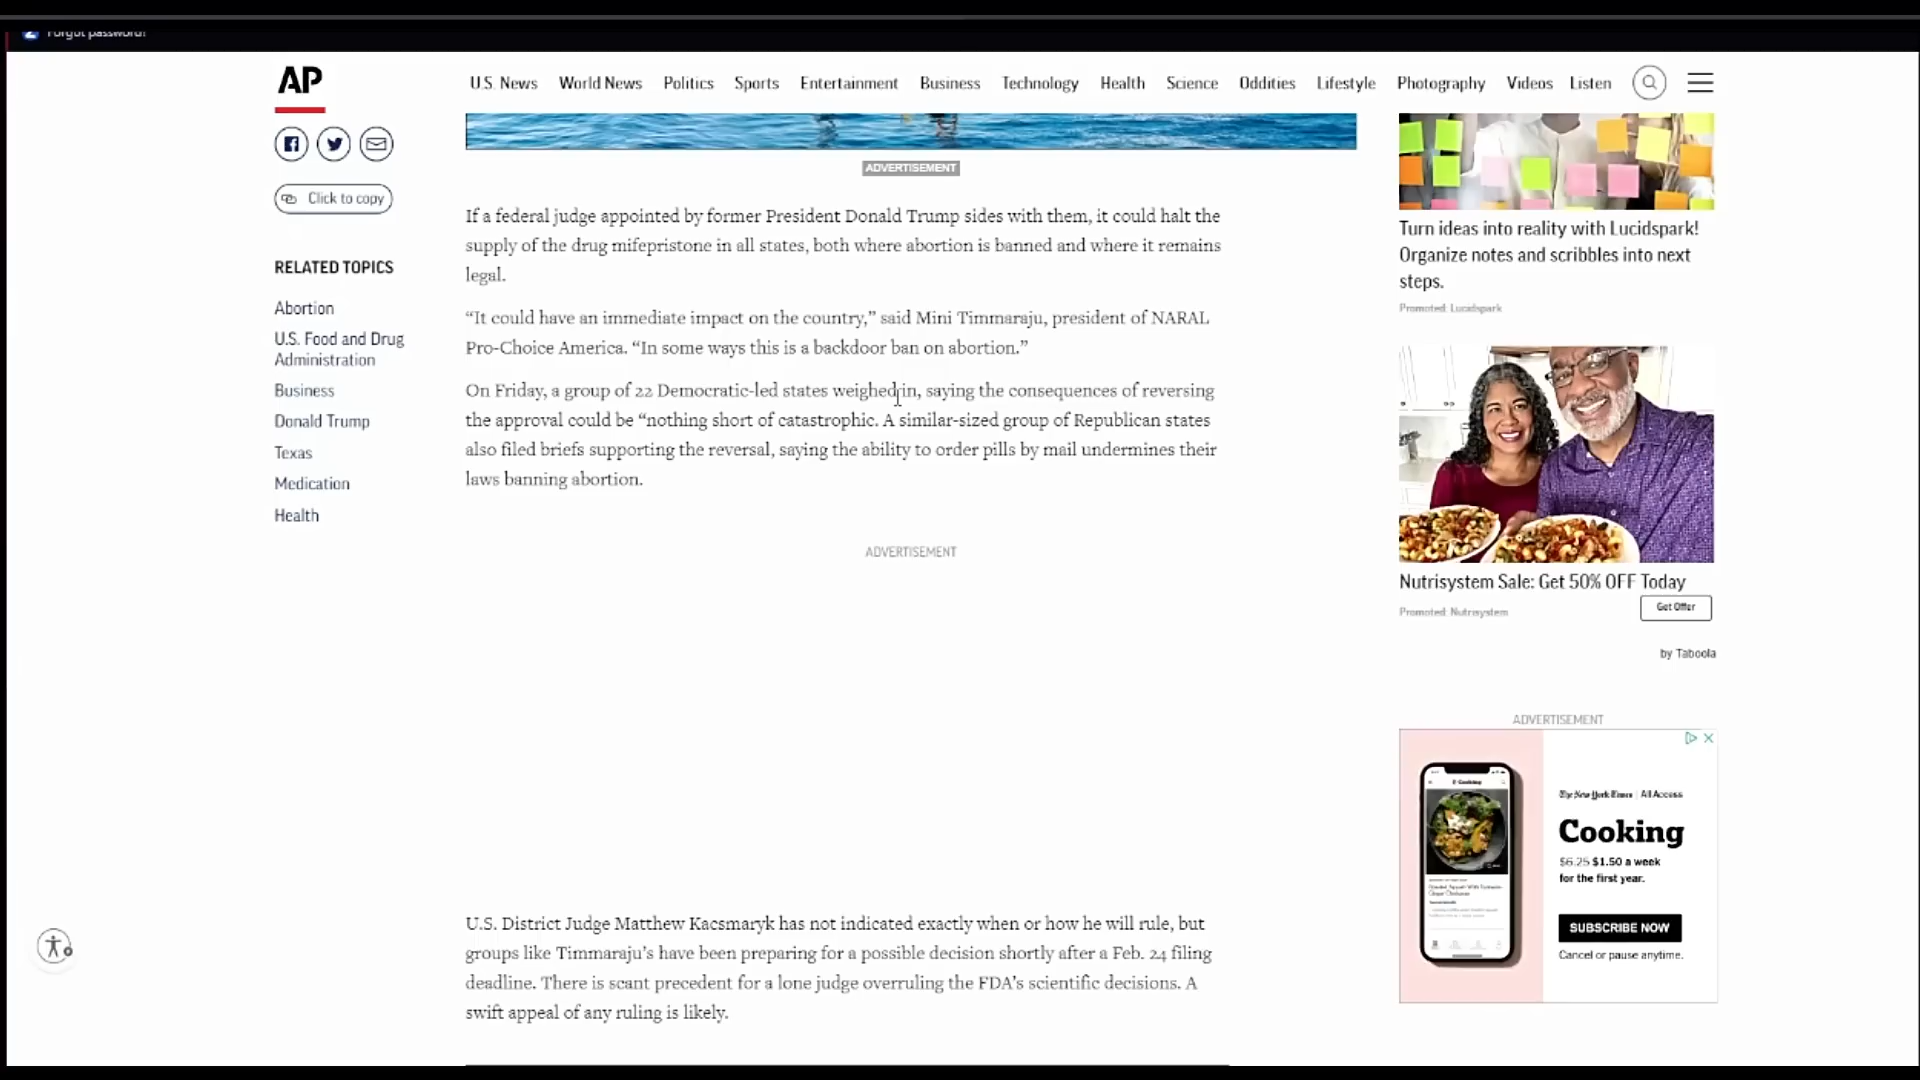 Forgot password?
AP
U.S. News World News Politics Sports Entertainment Business Technology Health Science Oddities Lifestyle Photography Videos Listen
Click to copy
RELATED TOPICS
Abortion
U.S. Food and Drug
Administration
Business
Donald Trump
Texas
Medication
Health
ADVERTISEMENT
If a federal judge appointed by former President Donald Trump sides with them, it could halt the
supply of the drug mifepristone in all states, both where abortion is banned and where it remains
legal.
“It could have an immediate impact on the country,” said Mini Timmaraju, president of NARAL
Pro-Choice America. “In some ways this is a backdoor ban on abortion.”
On Friday, a group of 22 Democratic-led states weighed in, saying the consequences of reversing
the approval could be “nothing short of catastrophic. A similar-sized group of Republican states
also filed briefs supporting the reversal, saying the ability to order pills by mail undermines their
laws banning abortion.
ADVERTISEMENT
U.S. District Judge Matthew Kacsmaryk has not indicated exactly when or how he will rule, but
groups like Timmaraju’s have been preparing for a possible decision shortly after a Feb. 24 filing
deadline. There is scant precedent for a lone judge overruling the FDA’s scientific decisions. A
swift appeal of any ruling is likely.
Turn ideas into reality with Lucidspark!
Organize notes and scribbles into next
steps.
Promoted: Lucidspark
Nutrisystem Sale: Get 50% OFF Today
Promoted: Nutrisystem
Get Offer
by Taboola
ADVERTISEMENT
Cooking
The New York Times | All Access
Cooking
$6.25 $1.50 a week
for the first year.
SUBSCRIBE NOW
Cancel or pause anytime.